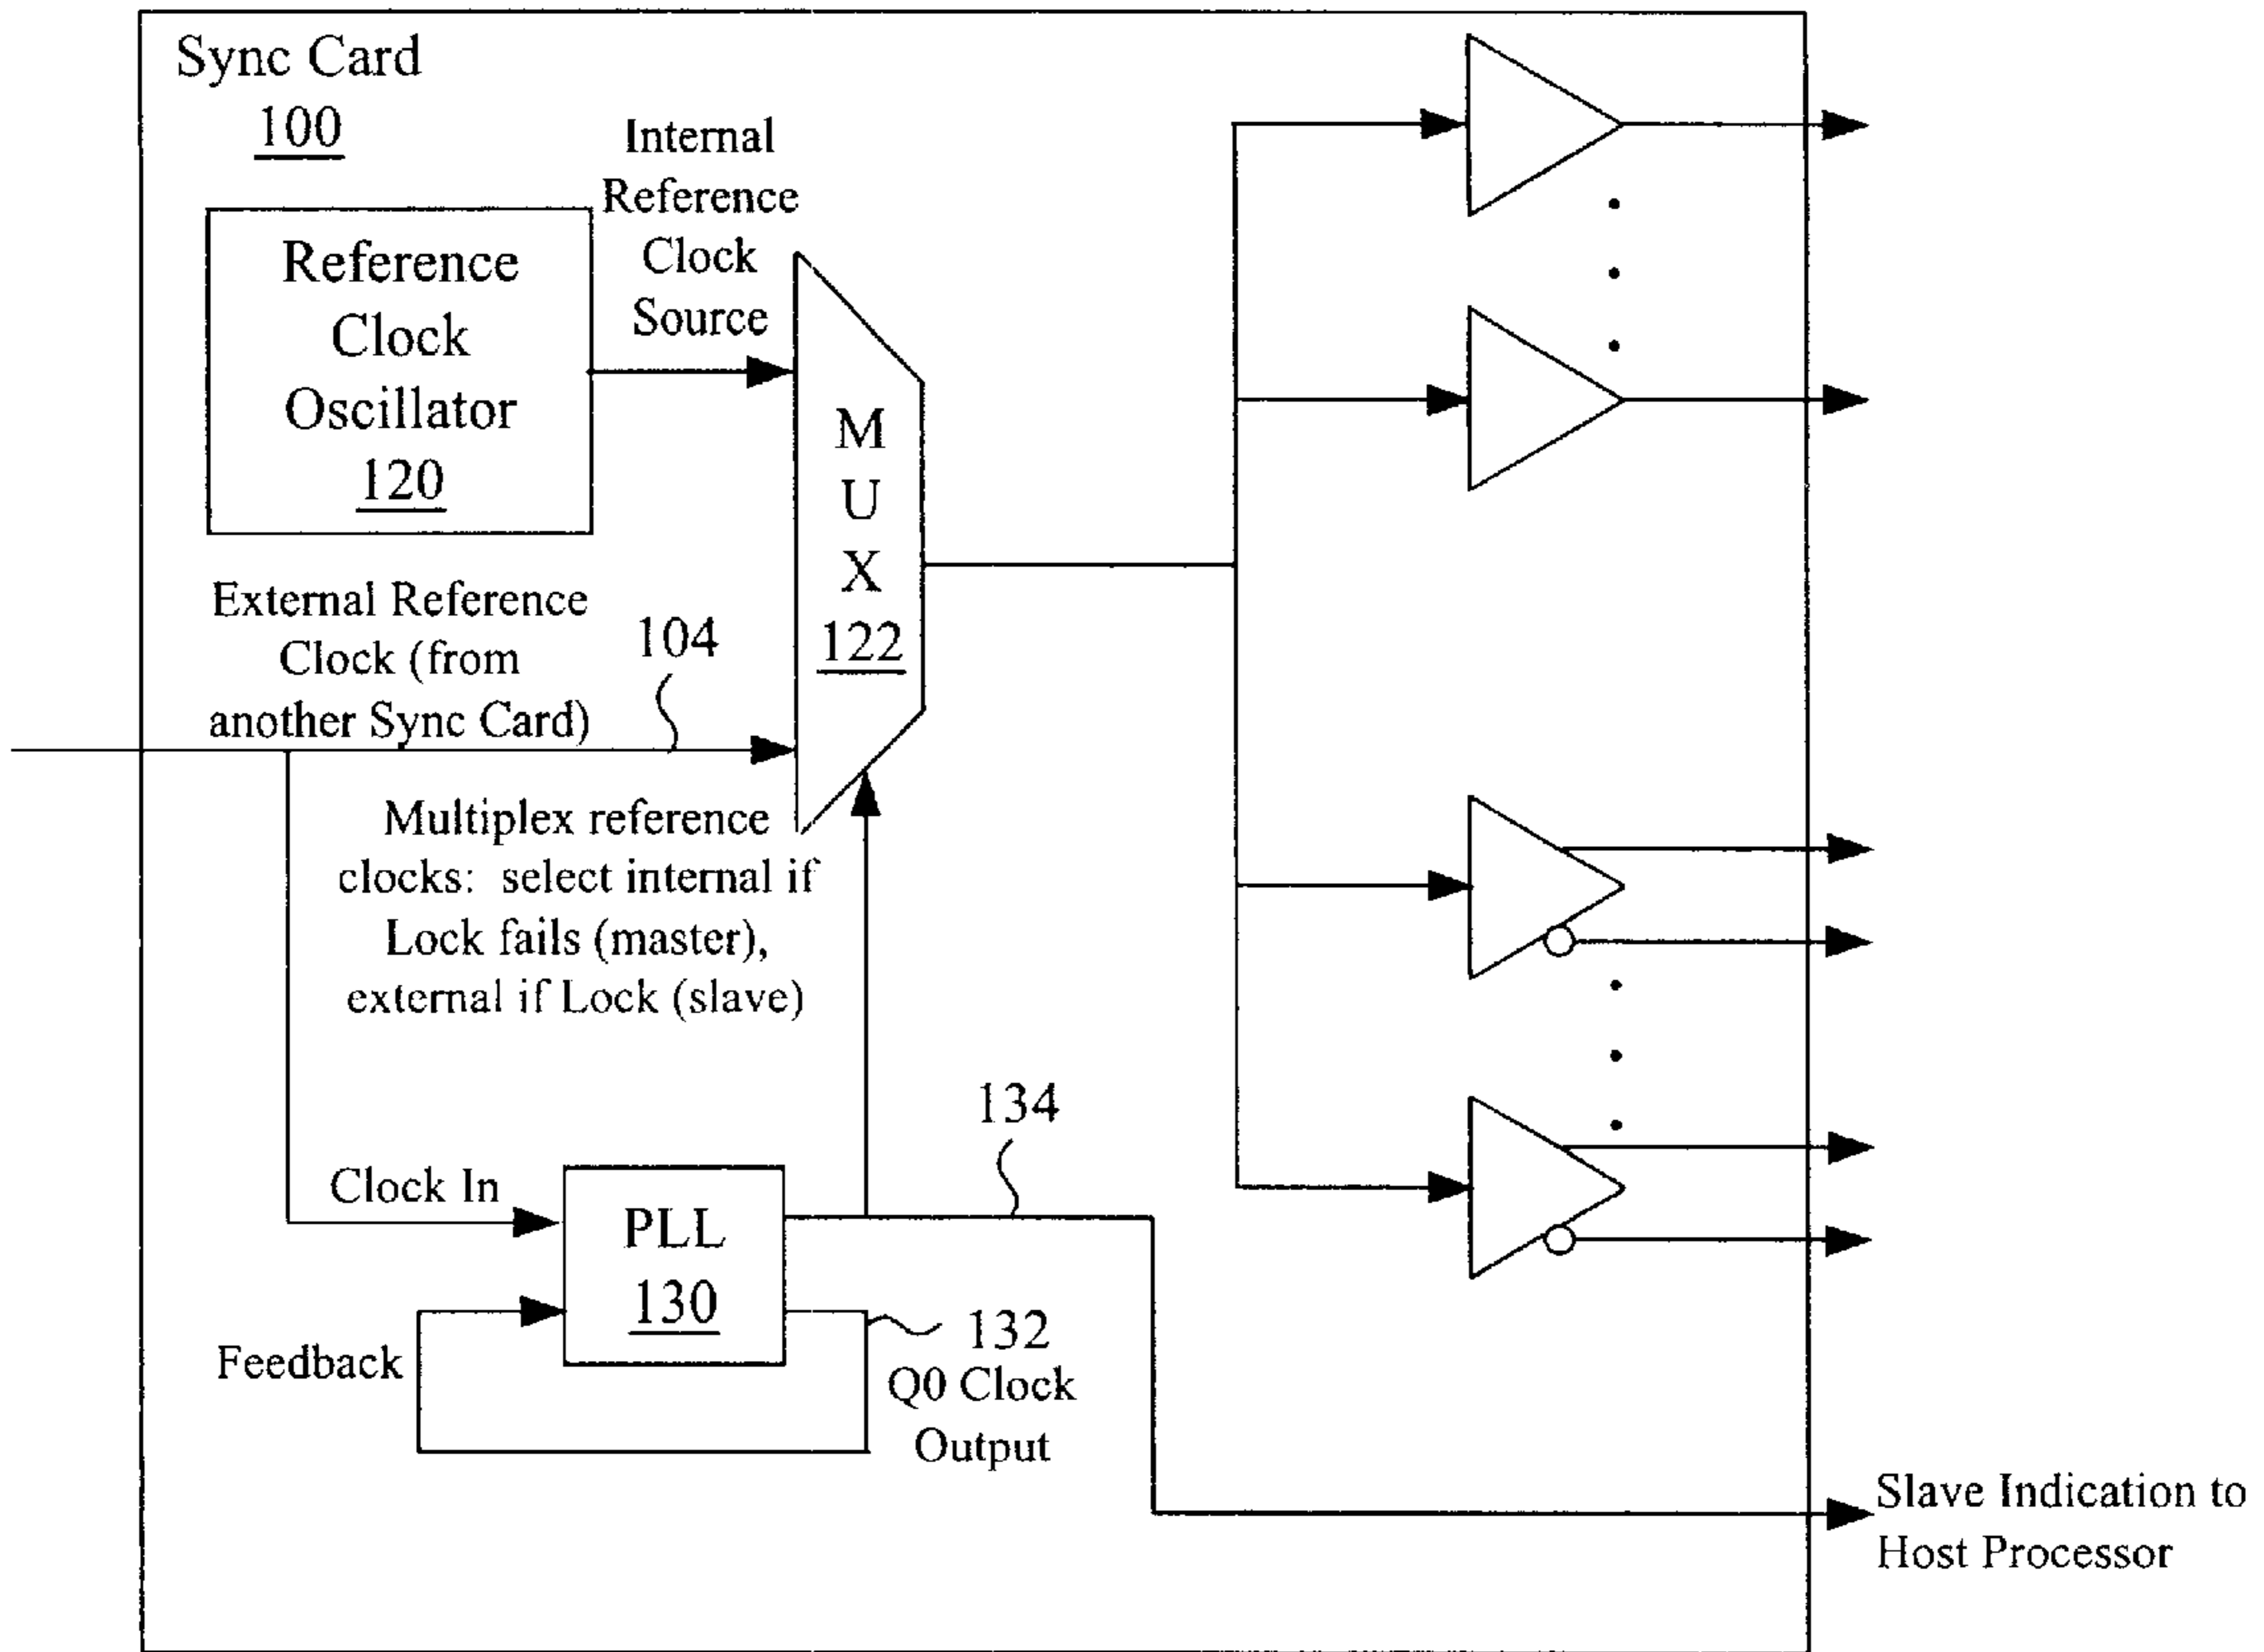 Sync Card
100
Internal
Reference
Clock
Source
Reference
Clock
Oscillator
120
M
U
X
122
External Reference
Clock (from
another Sync Card)
104
Multiplex reference
clocks: select internal if
Lock fails (master),
external if Lock (slave)
134
Clock In
PLL
130
Feedback
132
Q0 Clock
Output
Slave Indication to
Host Processor